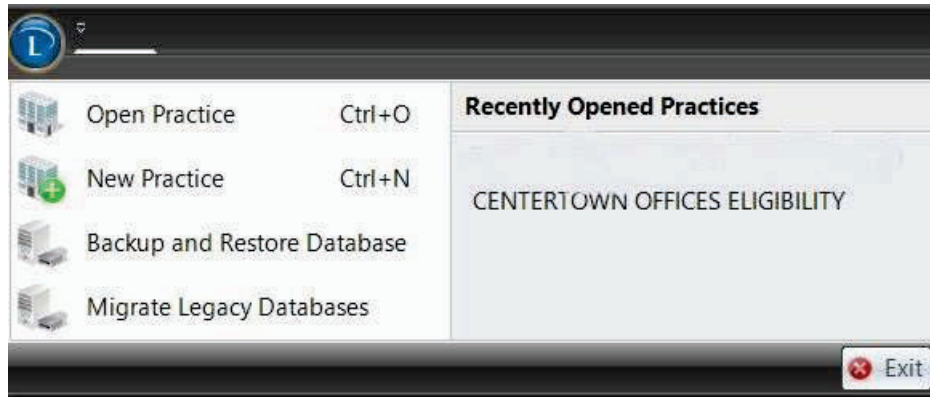 L
Open Practice Ctrl+O
New Practice Ctrl+N
Backup and Restore Database
Migrate Legacy Databases
Recently Opened Practices
CENTERTOWN OFFICES ELIGIBILITY
Exit